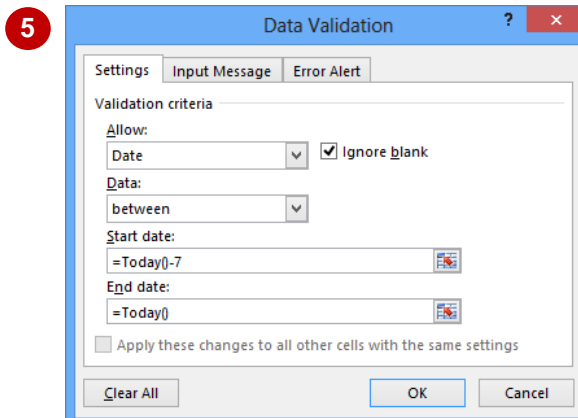 5
Data Validation ? ×
Settings Input Message Error Alert
Validation criteria
Allow:
Date Ignore blank
Data:
between
Start date:
=Today()-7
End date:
=Today()
Apply these changes to all other cells with the same settings
Clear All OK Cancel